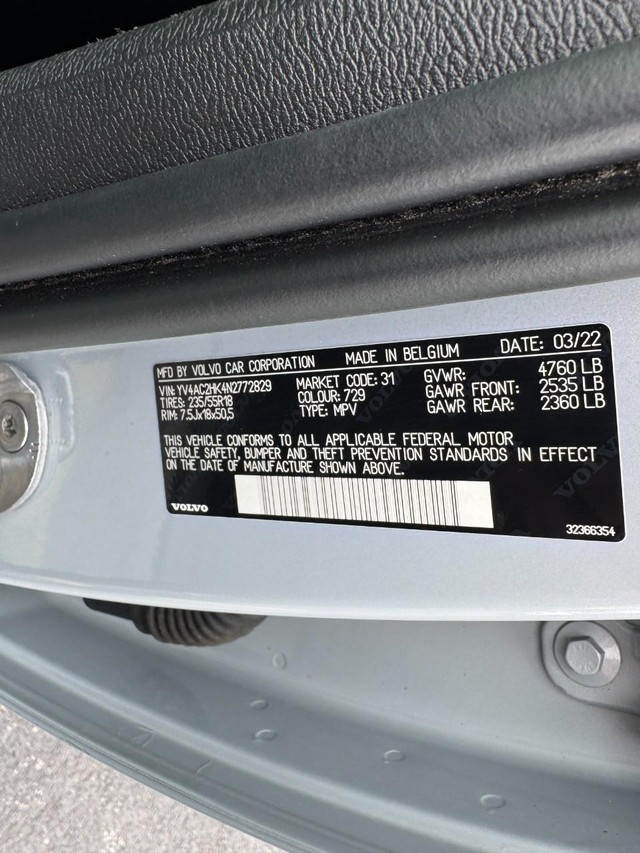 MFD BY VOLVO CAR CORPORATION MADE IN BELGIUM DATE: 03/22
VIN: YV4AC2HK4N2772829 MARKET CODE: 31 GVWR: 4760 LB
TIRES: 235/55R18 COLOUR: 729 GAWR FRONT: 2535 LB
RIM: 7.5Jx18x50,5 TYPE: MPV GAWR REAR: 2360 LB
THIS VEHICLE CONFORMS TO ALL APPLICABLE FEDERAL MOTOR
VEHICLE SAFETY, BUMPER AND THEFT PREVENTION STANDARDS IN EFFECT
ON THE DATE OF MANUFACTURE SHOWN ABOVE.
VOLVO 32366354